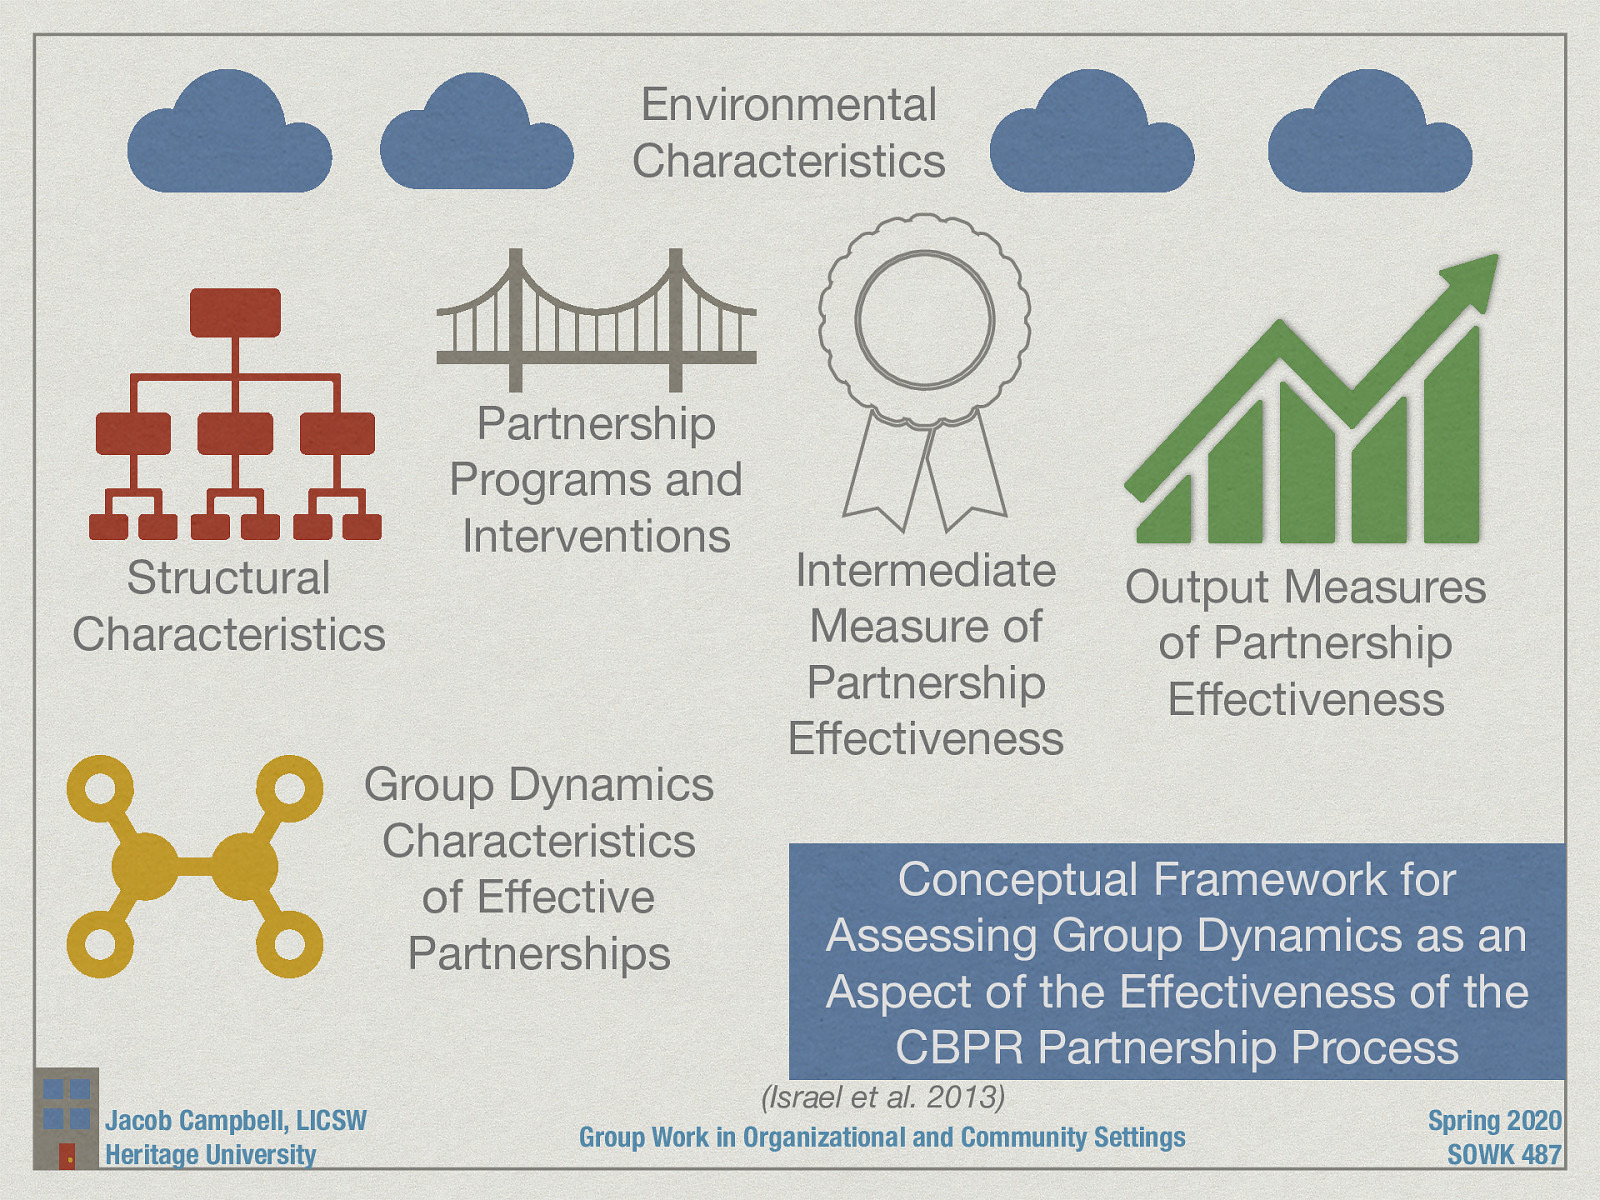 Environmental
Characteristics
Structural
Characteristics
Partnership
Programs and
Interventions
Intermediate
Measure of
Partnership
Effectiveness
Output Measures
of Partnership
Effectiveness
Group Dynamics
Characteristics
of Effective
Partnerships
Conceptual Framework for
Assessing Group Dynamics as an
Aspect of the Effectiveness of the
CBPR Partnership Process
(Israel et al. 2013)
Jacob Campbell, LICSW
Heritage University
Group Work in Organizational and Community Settings
Spring 2020
SOWK 487